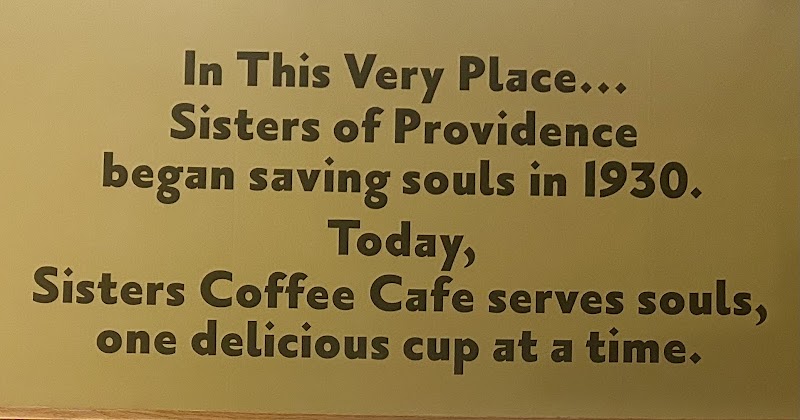 In This Very Place...
Sisters of Providence
began saving souls in 1930.
Today,
Sisters Coffee Cafe serves souls,
one delicious cup at a time.